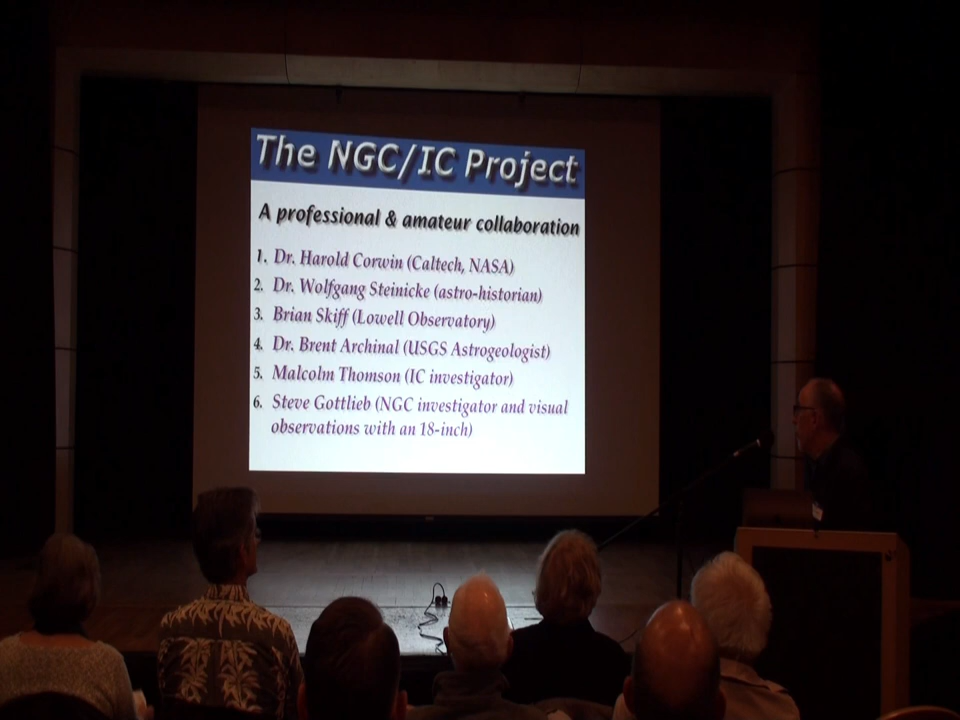 The NGC/IC Project
A professional & amateur collaboration
1. Dr. Harold Corwin (Caltech, NASA)
2. Dr. Wolfgang Steinicke (astro-historian)
3. Brian Skiff (Lowell Observatory)
4. Dr. Brent Archinal (USGS Astrogeologist)
5. Malcolm Thomson (IC investigator)
6. Steve Gottlieb (NGC investigator and visual
observations with an 18-inch)